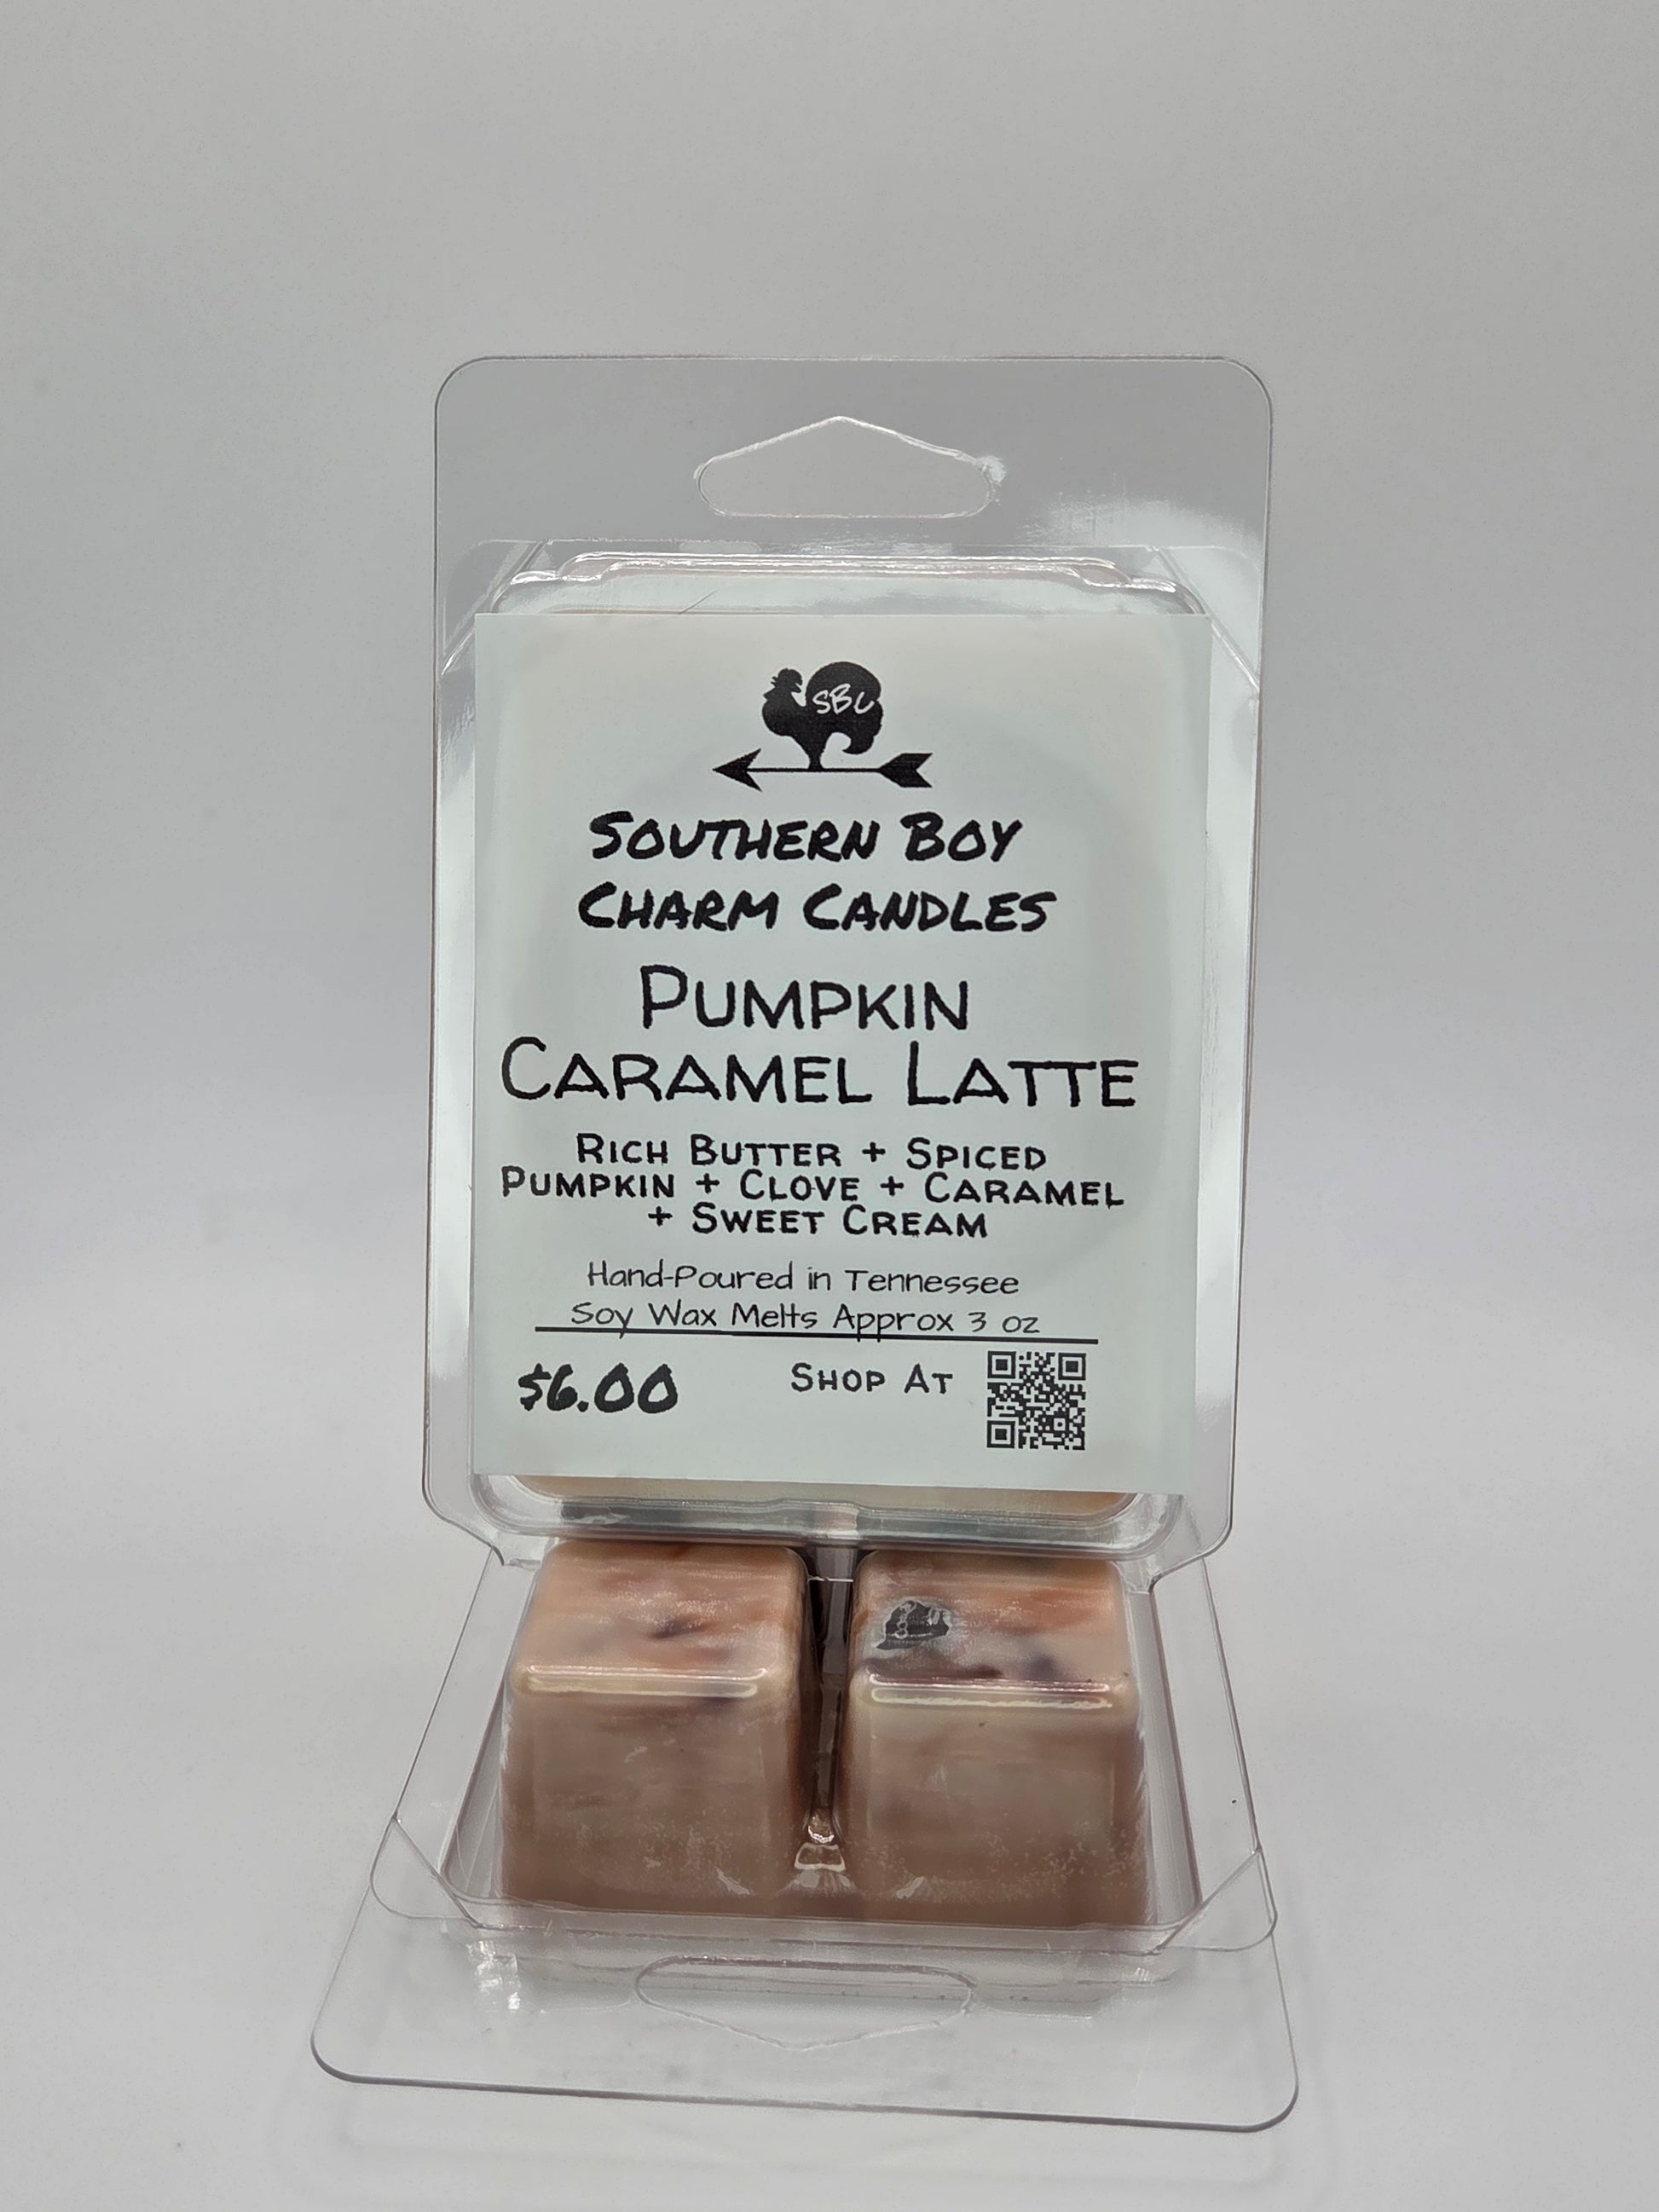 SBC
Southern Boy
Charm Candles
Pumpkin
Caramel Latte
Rich Butter + Spiced
Pumpkin + Clove + Caramel
+ Sweet Cream
Hand-Poured in Tennessee
Soy Wax Melts Approx 3 oz
$6.00 Shop At